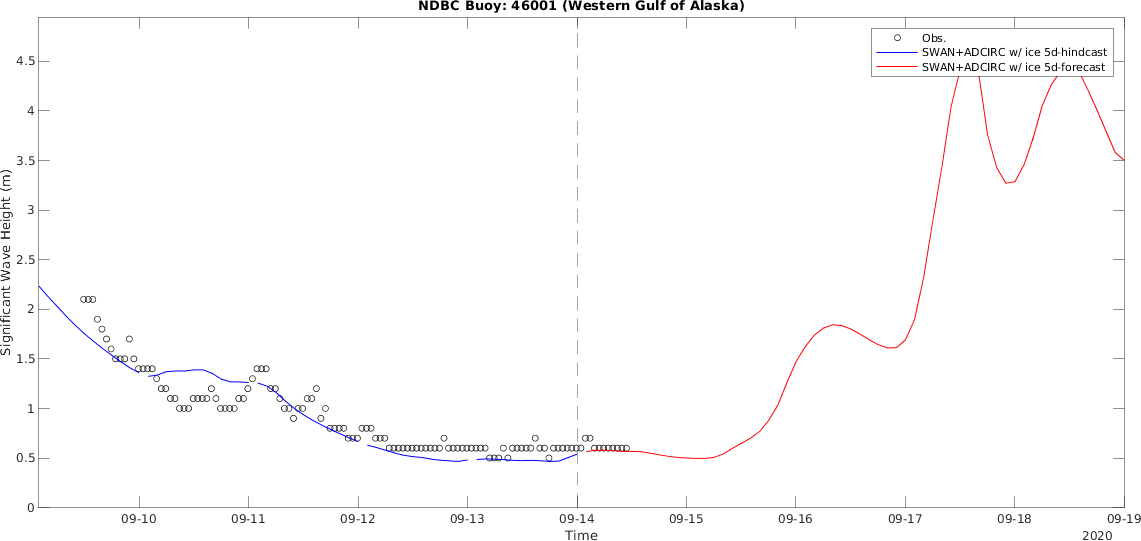 NDBC Buoy: 46001 (Western Gulf of Alaska)
Obs.
SWAN+ADCIRC w/ ice 5d-hindcast
SWAN+ADCIRC w/ ice 5d-forecast
Significant Wave Height (m)
4.5
4
3.5
3
2.5
2
1.5
1
0.5
0
09-10 09-11 09-12 09-13 09-14 09-15 09-16 09-17 09-18 09-19
Time
2020